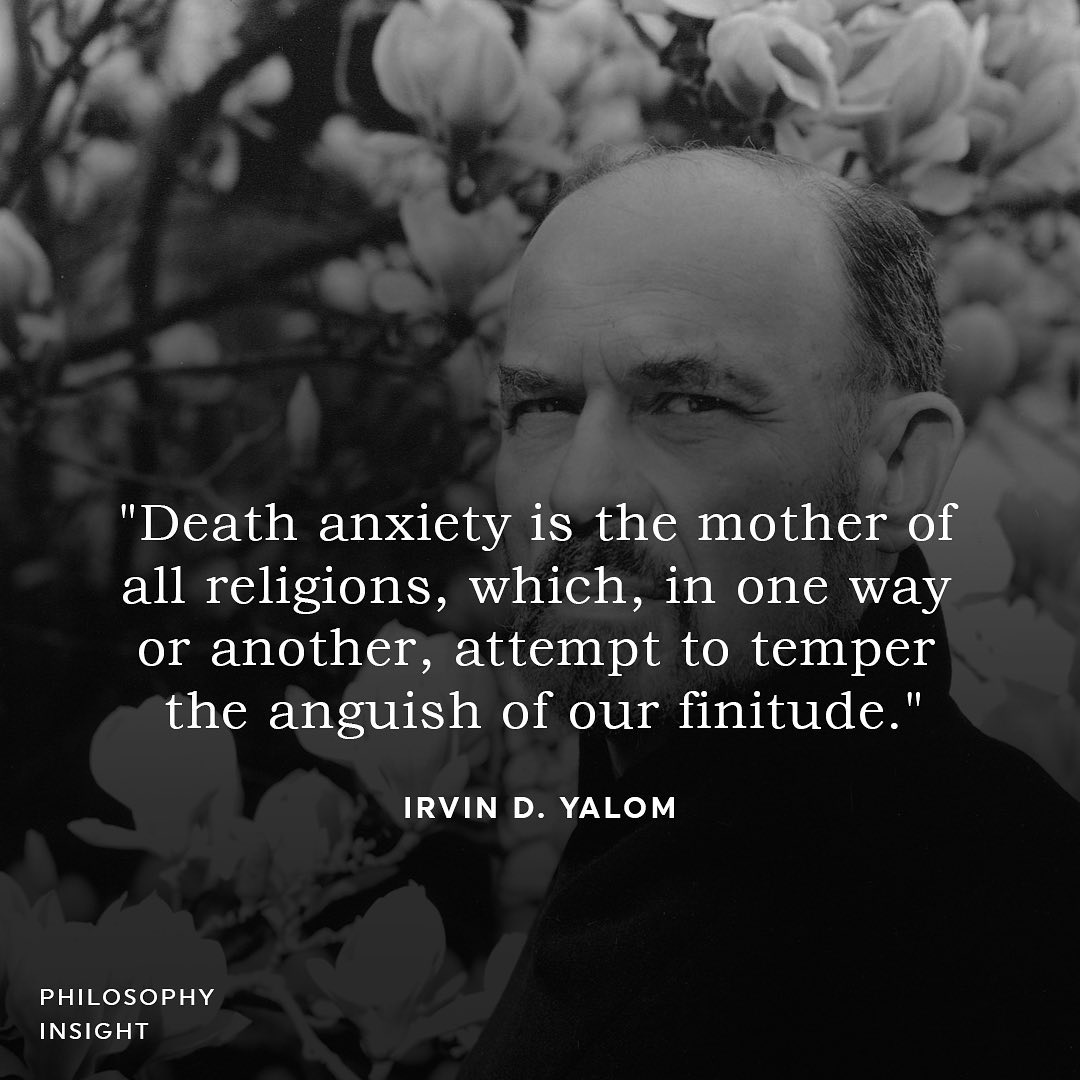 "Death anxiety is the mother of
all religions, which, in one way
or another, attempt to temper
the anguish of our finitude."
IRVIN D. YALOM
PHILOSOPHY
INSIGHT